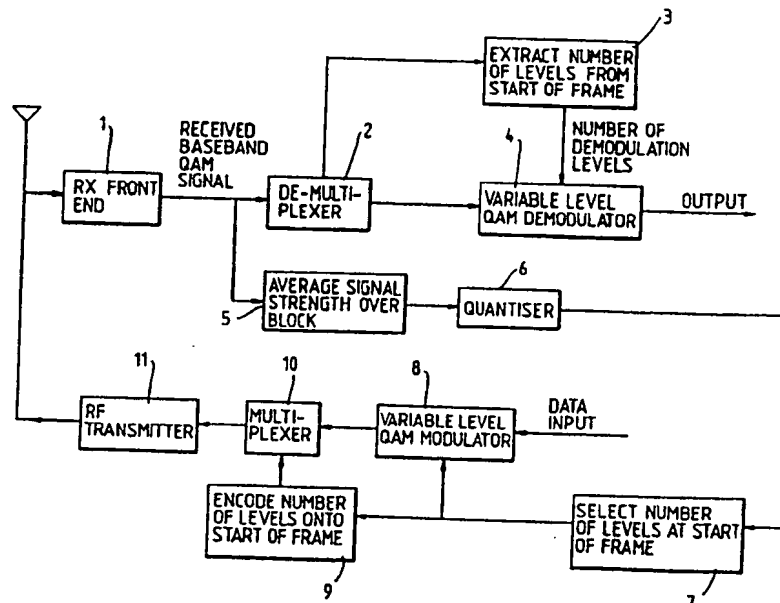 3
EXTRACT NUMBER
OF LEVELS FROM
START OF FRAME
1
RECEIVED
BASEBAND
QAM
SIGNAL
2
NUMBER OF
DEMODULATION
LEVELS
4
RX FRONT
END
DE-MULTI-
PLEXER
VARIABLE LEVEL
QAM DEMODULATOR
OUTPUT
AVERAGE SIGNAL
STRENGTH OVER
BLOCK
5
6
QUANTISER
11
10
8
RF
TRANSMITTER
MULTI-
PLEXER
VARIABLE LEVEL
QAM MODULATOR
DATA
INPUT
ENCODE NUMBER
OF LEVELS ONTO
START OF FRAME
9
SELECT NUMBER
OF LEVELS AT START
OF FRAME
7